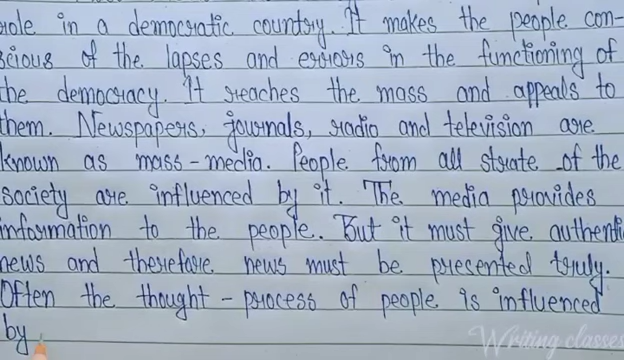 role in a democratic country. It makes the people con-
scious of the lapses and errors in the functioning of
the democracy. It reaches the mass and appeals to
them. Newspapers, journals, radio and television are
known as mass-media. People from all strate of the
society are influenced by it. The media provides
information to the people. But it must give authenti
news and therefore news must be presented truly.
Often the thought-process of people is influenced
by
Writing classes